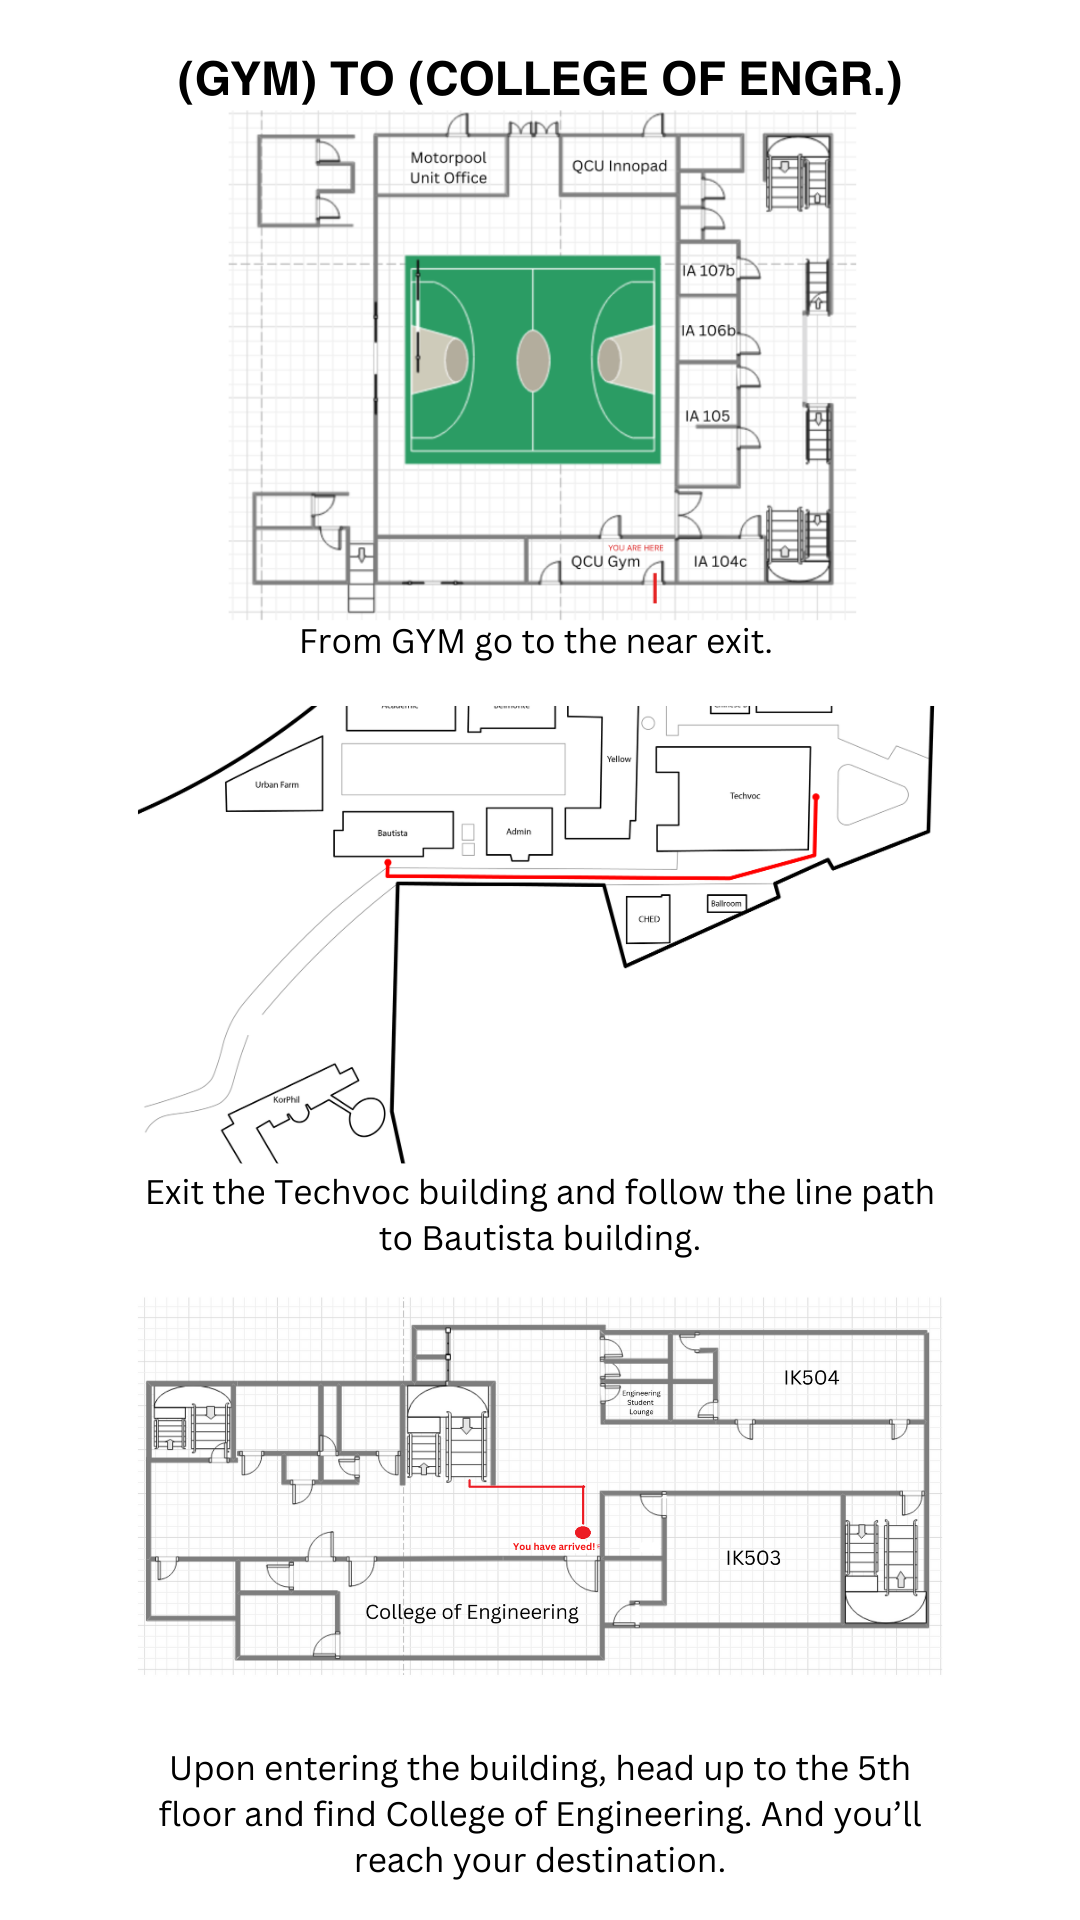 (GYM) TO (COLLEGE OF ENGR.)
Motorpool
Unit Office
QCU Innopad
IA 107b
IA 106b
IA 105
YOU ARE HERE
QCU Gym
IA 104c
From GYM go to the near exit.
Academic
Belmonte
Yellow
Urban Farm
Techvoc
Bautista
Admin
CHED
Ballroom
KorPhil
Exit the Techvoc building and follow the line path
to Bautista building.
IK504
Engineering
Student
Lounge
You have arrived!
IK503
College of Engineering
Upon entering the building, head up to the 5th
floor and find College of Engineering. And you’ll
reach your destination.